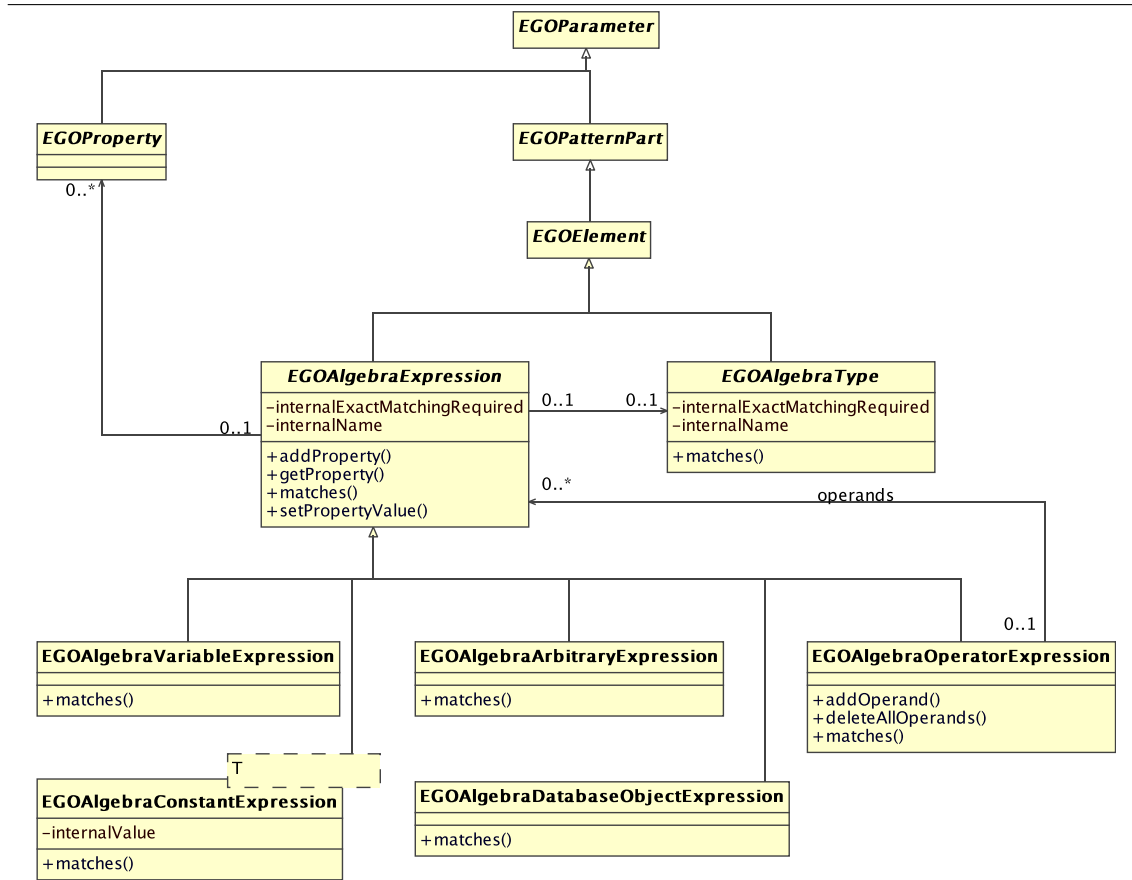 EGOParameter
EGOProperty
EGOPatternPart
0..*
EGOElement
EGOAlgebraExpression
EGOAlgebraType
-internalExactMatchingRequired
-internalName
0..1
0..1
-internalExactMatchingRequired
-internalName
0..1
+addProperty()
+getProperty()
+matches()
+setPropertyValue()
+matches()
0..*
operands
0..1
EGOAlgebraVariableExpression
+matches()
EGOAlgebraArbitraryExpression
+matches()
EGOAlgebraOperatorExpression
+addOperand()
+deleteAllOperands()
+matches()
T
EGOAlgebraConstantExpression
-internalValue
+matches()
EGOAlgebraDatabaseObjectExpression
+matches()